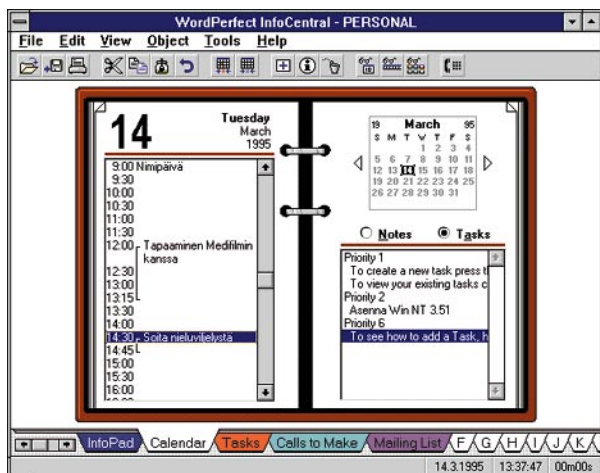 WordPerfect InfoCentral - PERSONAL
File Edit View Object Tools Help
14
Tuesday
March
1995
9:00 Nimipäivä
9:30
10:00
10:30
11:00
11:30
12:00 Tapaaminen Medifilmin
kanssa
12:30
13:00
13:15
13:30
14:00
14:30 Soita nieluviljelystä
14:45
15:00
15:30
16:00
19 March 95
S M T W T F S
1 2 3 4
5 6 7 8 9 10 11
12 13 14 15 16 17 18
19 20 21 22 23 24 25
26 27 28 29 30 31
Notes Tasks
Priority 1
To create a new task press t
To view your existing tasks c
Priority 2
Asenna Win NT 3.51
Priority 6
To see how to add a Task, h
InfoPad Calendar Tasks Calls to Make Mailing List F G H I J K
14.3.1995 13:37:47 00m00s